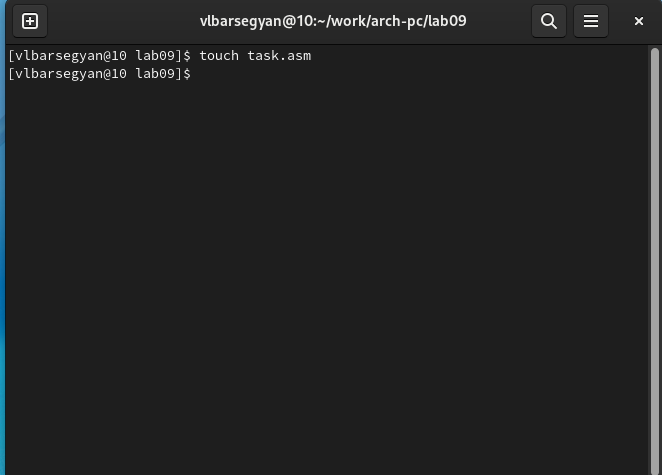 vlbarsegyan@10:~/work/arch-pc/lab09
[vlbarsegyan@10 lab09]$ touch task.asm
[vlbarsegyan@10 lab09]$